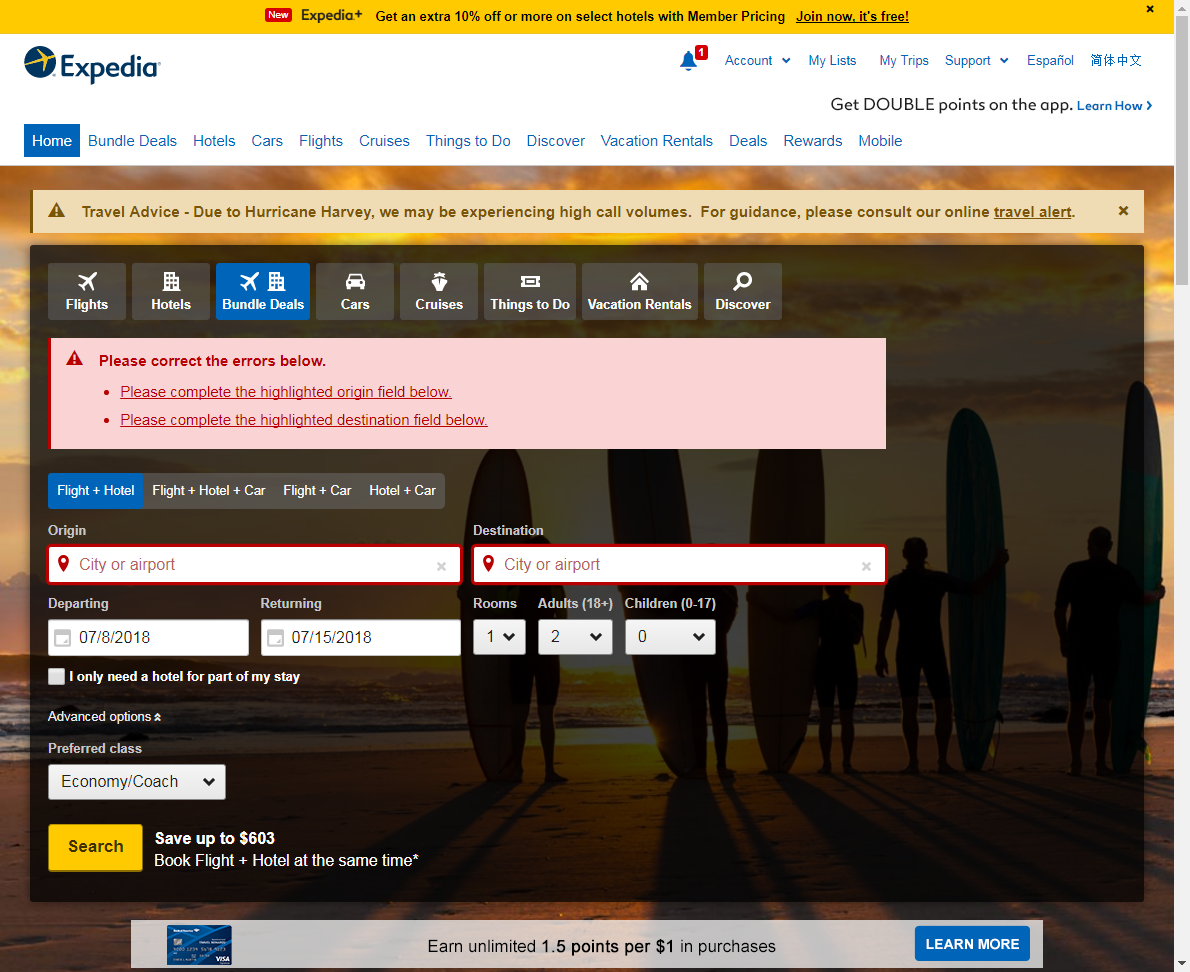 New Expedia+ Get an extra 10% off or more on select hotels with Member Pricing Join now, it's free!
Expedia
1
Account My Lists My Trips Support Español 简体中文
Get DOUBLE points on the app. Learn How
Home Bundle Deals Hotels Cars Flights Cruises Things to Do Discover Vacation Rentals Deals Rewards Mobile
Travel Advice - Due to Hurricane Harvey, we may be experiencing high call volumes. For guidance, please consult our online travel alert.
Flights Hotels Bundle Deals Cars Cruises Things to Do Vacation Rentals Discover
Please correct the errors below.
• Please complete the highlighted origin field below.
• Please complete the highlighted destination field below.
Flight + Hotel Flight + Hotel + Car Flight + Car Hotel + Car
Origin Destination
City or airport City or airport
Departing Returning Rooms Adults (18+) Children (0-17)
07/8/2018 07/15/2018 1 2 0
I only need a hotel for part of my stay
Advanced options
Preferred class
Economy/Coach
Search Save up to $603
Book Flight + Hotel at the same time*
VISA
Earn unlimited 1.5 points per $1 in purchases LEARN MORE